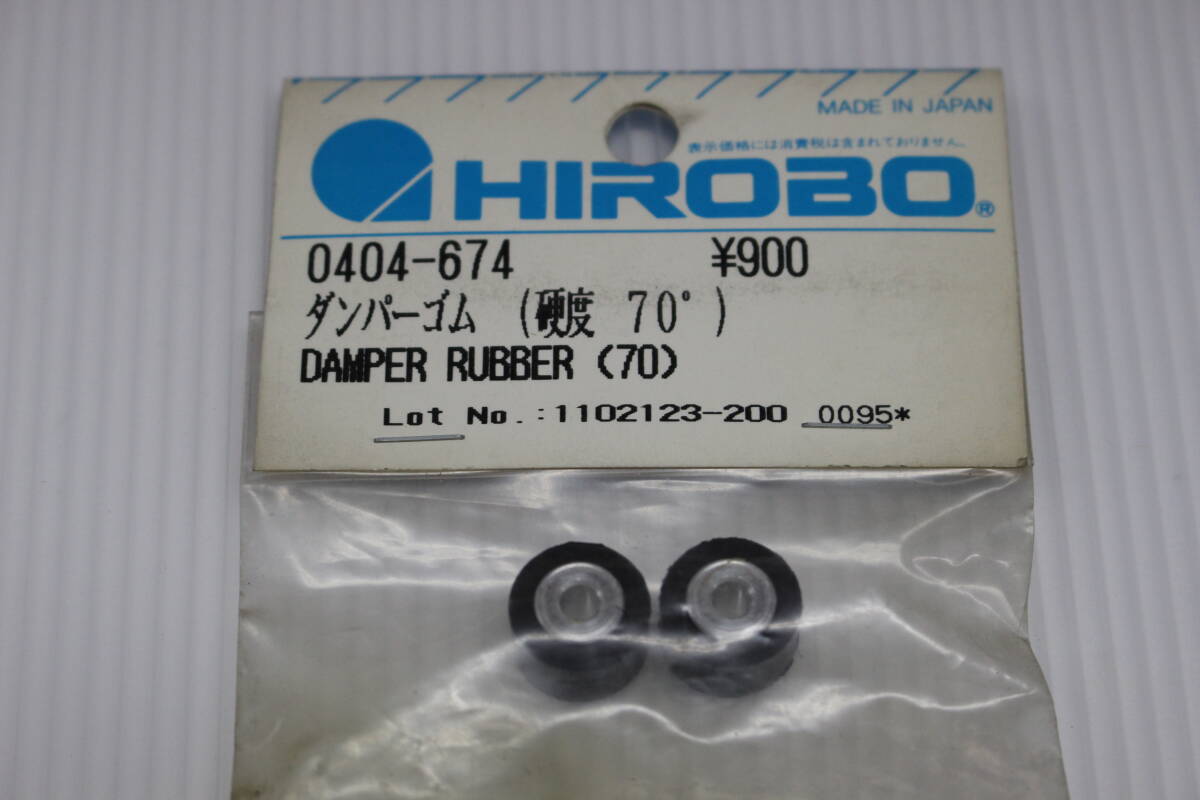 MADE IN JAPAN
表示価格には消費税は含まれておりません。
HIROBO®
0404-674 ¥900
ダンパーゴム (硬度 70°)
DAMPER RUBBER (70)
Lot No.:1102123-200 0095*